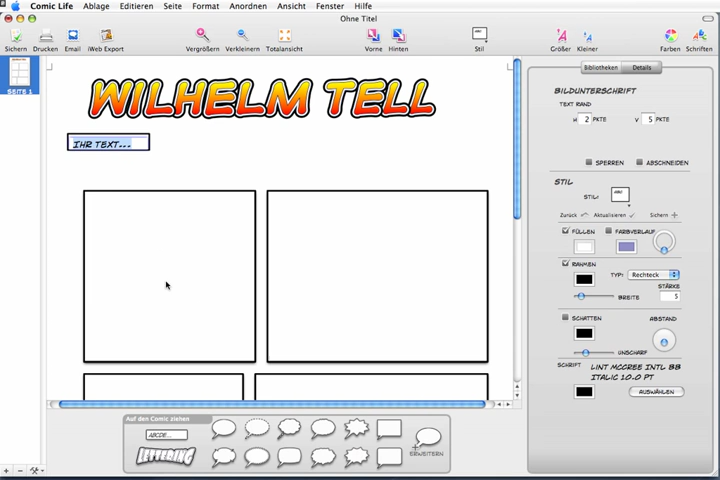 Comic Life Ablage Editieren Seite Format Anordnen Ansicht Fenster Hilfe
Ohne Titel
Sichern Drucken Email iWeb Export Vergrößern Verkleinern Totalansicht Vorne Hinten Stil Größer Kleiner Farben Schriften
SEITE 1
WILHELM TELL
IHR TEXT...
Bibliotheken Details
BILDUNTERSCHRIFT
TEXT RAND
H 2 PKTE V 5 PKTE
SPERREN ABSCHNEIDEN
STIL
STIL:
Zurück Aktualisieren Sichern
FÜLLEN FARBVERLAUF
RAHMEN
TYP: Rechteck
STÄRKE
BREITE 5
SCHATTEN ABSTAND
UNSCHARF
SCHRIFT LINT MCCREE INTL BB
ITALIC 10.0 PT
AUSWÄHLEN
Auf den Comic ziehen
ABCDE...
LETTERING
ERWEITERN